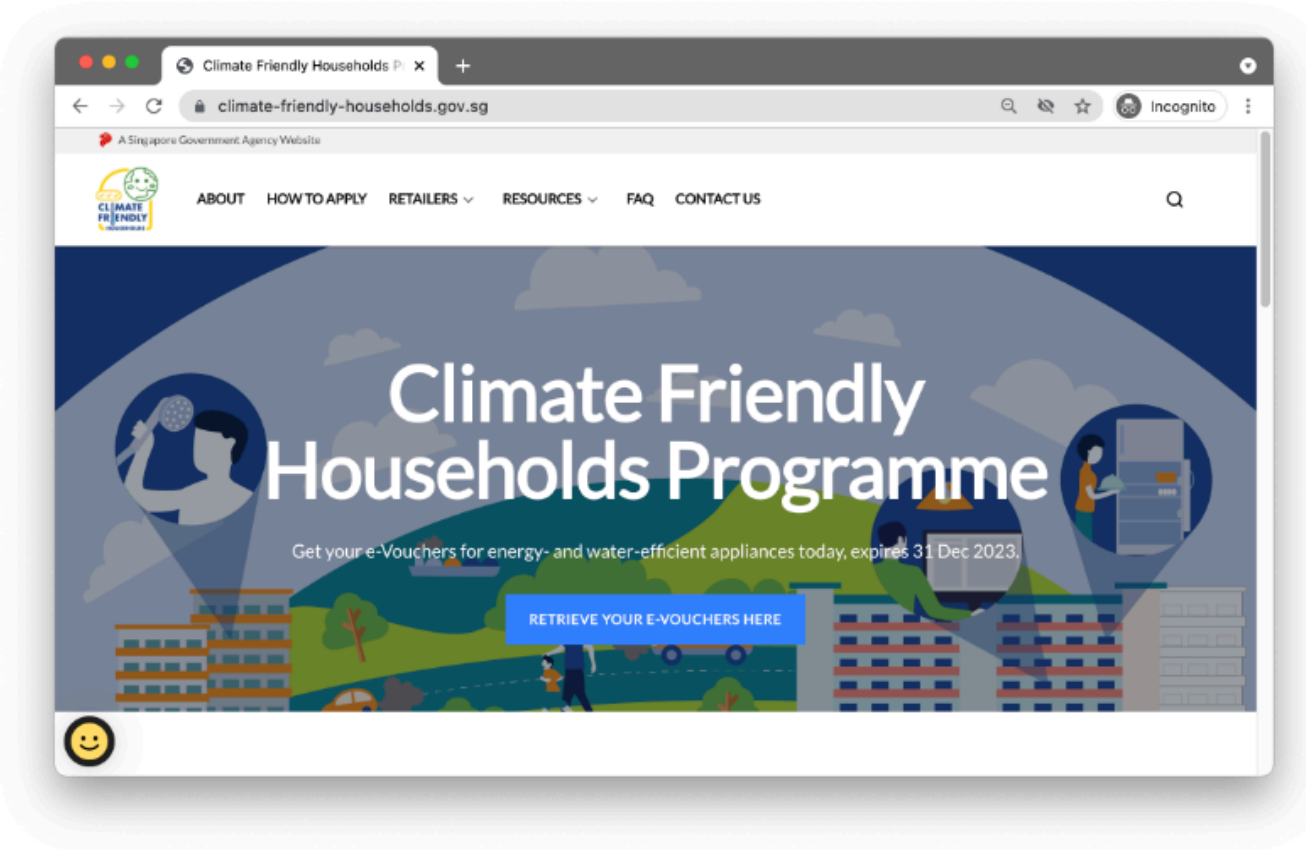 Climate Friendly Households P
climate-friendly-households.gov.sg
Incognito
A Singapore Government Agency Website
CLIMATE
FRIENDLY
HOUSEHOLDS
ABOUT HOW TO APPLY RETAILERS RESOURCES FAQ CONTACT US
Climate Friendly
Households Programme
Get your e-Vouchers for energy- and water-efficient appliances today, expires 31 Dec 2023.
RETRIEVE YOUR E-VOUCHERS HERE